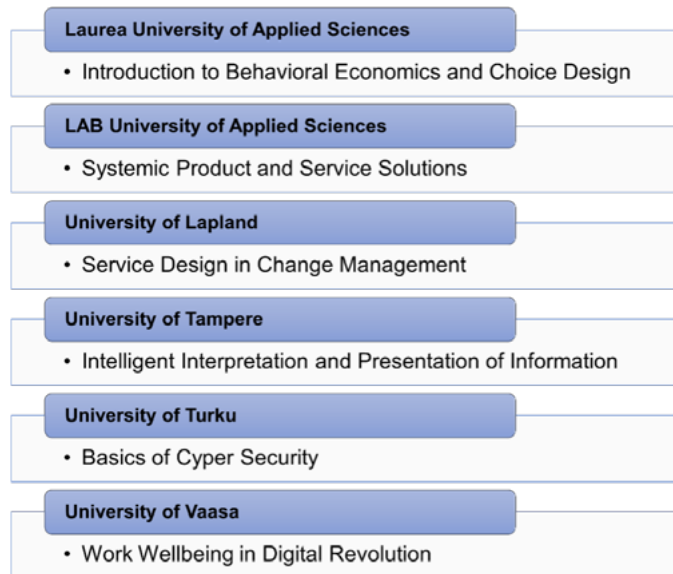 Laurea University of Applied Sciences
• Introduction to Behavioral Economics and Choice Design
LAB University of Applied Sciences
• Systemic Product and Service Solutions
University of Lapland
• Service Design in Change Management
University of Tampere
• Intelligent Interpretation and Presentation of Information
University of Turku
• Basics of Cyper Security
University of Vaasa
• Work Wellbeing in Digital Revolution